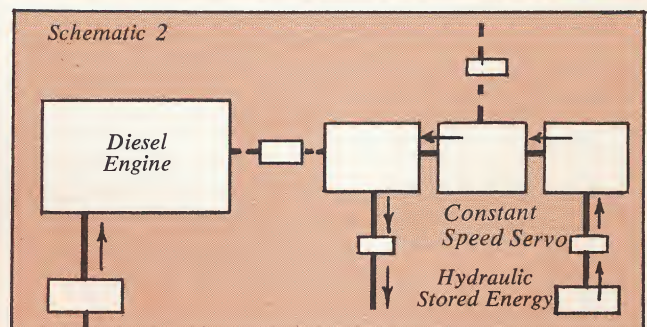 Schematic 2
Diesel
Engine
Constant
Speed Servo
Hydraulic
Stored Energy